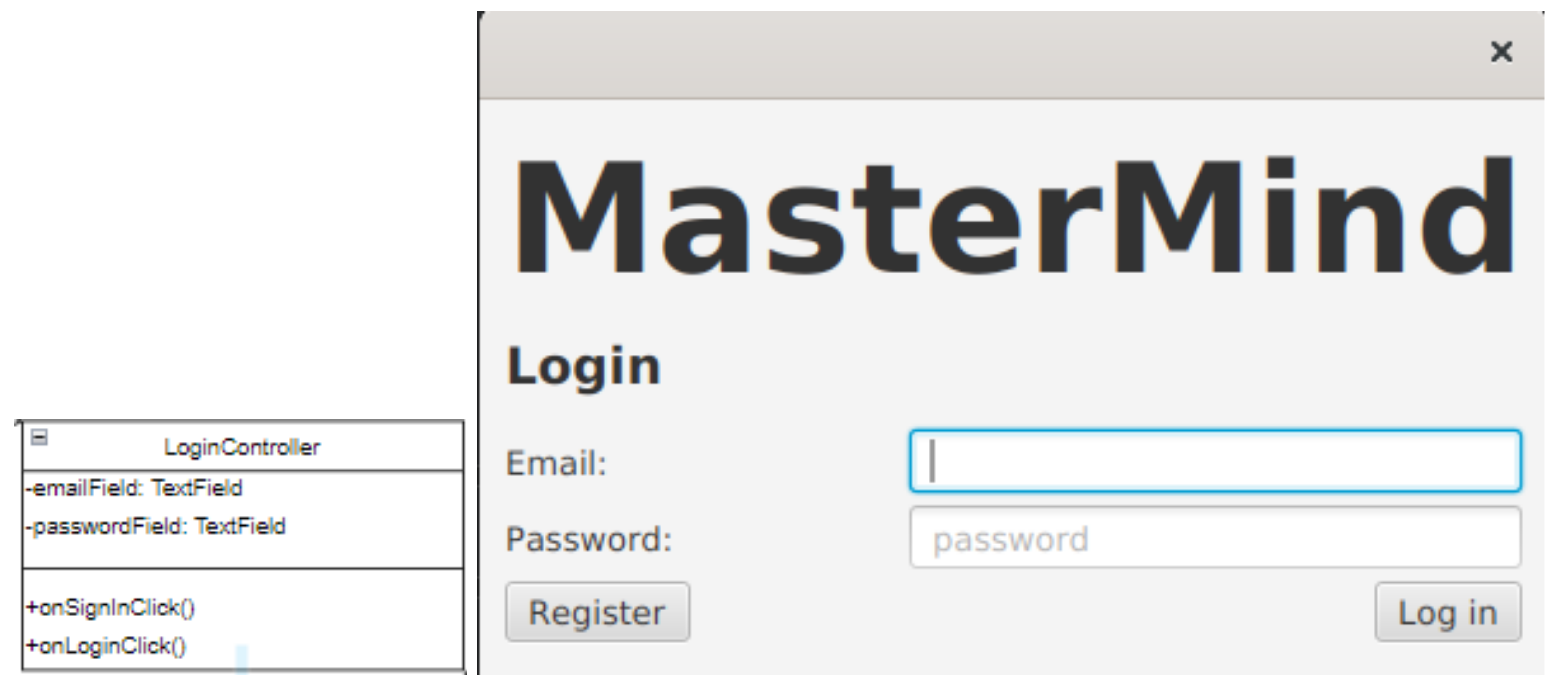 LoginController
-emailField: TextField
-passwordField: TextField
+onSignInClick()
+onLoginClick()
×
MasterMind
Login
Email:
Password: password
Register Log in